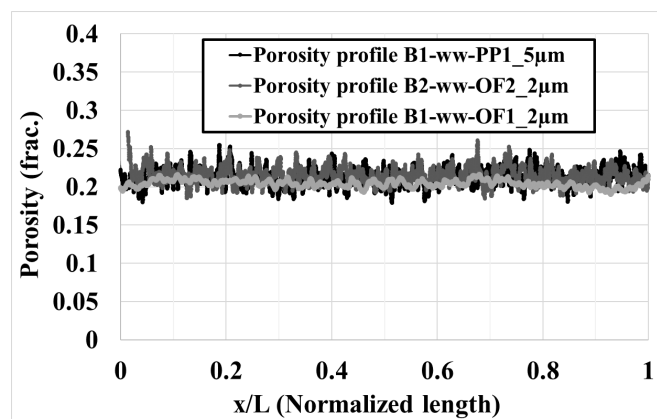 0.4
0.35
0.3
0.25
0.2
0.15
0.1
0.05
0
Porosity (frac.)
Porosity profile B1-ww-PP1_5µm
Porosity profile B2-ww-OF2_2µm
Porosity profile B1-ww-OF1_2µm
0 0.2 0.4 0.6 0.8 1
x/L (Normalized length)